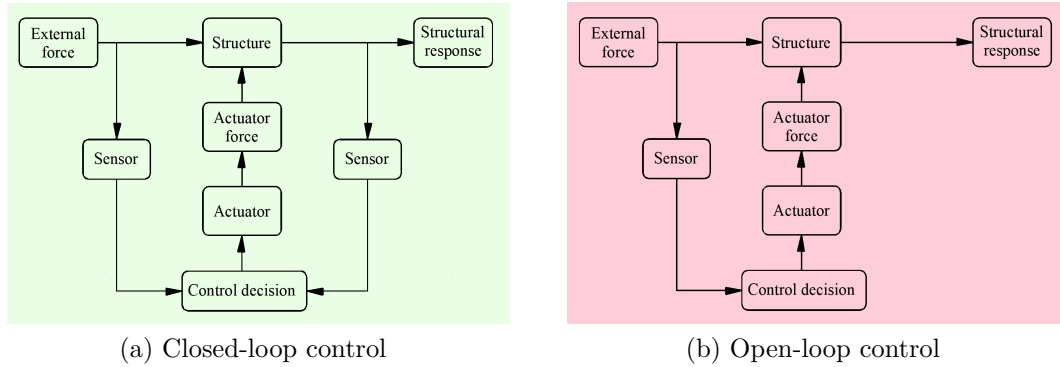 External
force
Structure
Structural
response
Actuator
force
Sensor
Sensor
Actuator
Control decision
(a) Closed-loop control
External
force
Structure
Structural
response
Actuator
force
Sensor
Actuator
Control decision
(b) Open-loop control